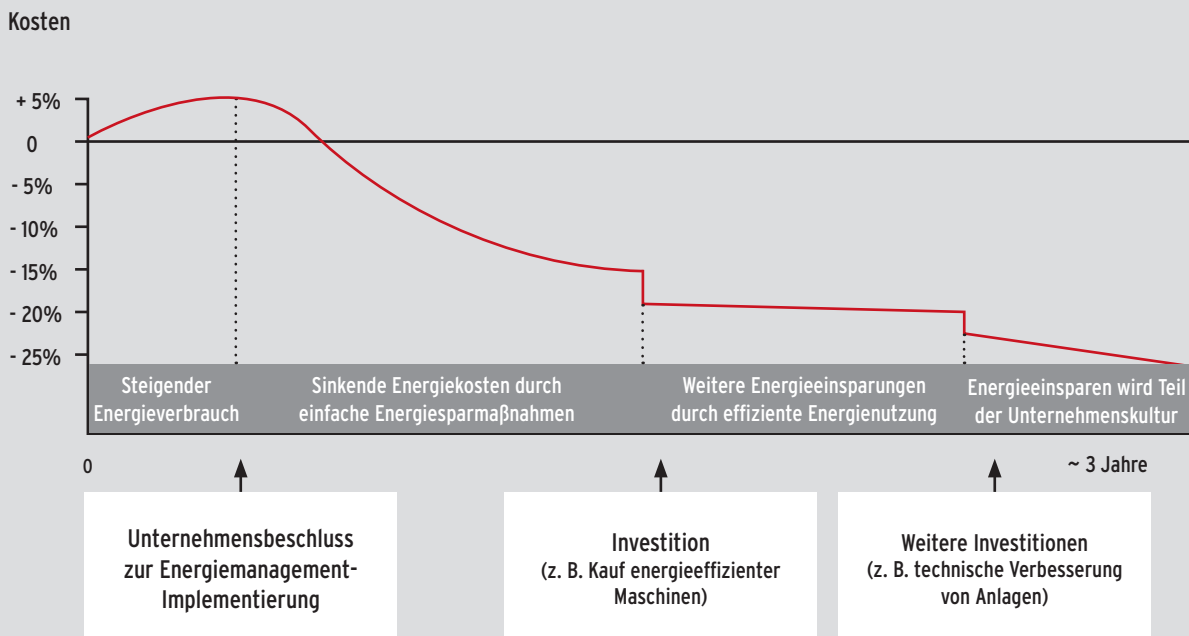 Kosten
+ 5%
0
- 5%
- 10%
- 15%
- 20%
- 25%
Steigender
Energieverbrauch
Sinkende Energiekosten durch
einfache Energiesparmaßnahmen
Weitere Energieeinsparungen
durch effiziente Energienutzung
Energieeinsparen wird Teil
der Unternehmenskultur
0
~ 3 Jahre
Unternehmensbeschluss
zur Energiemanagement-
Implementierung
Investition
(z. B. Kauf energieeffizienter
Maschinen)
Weitere Investitionen
(z. B. technische Verbesserung
von Anlagen)